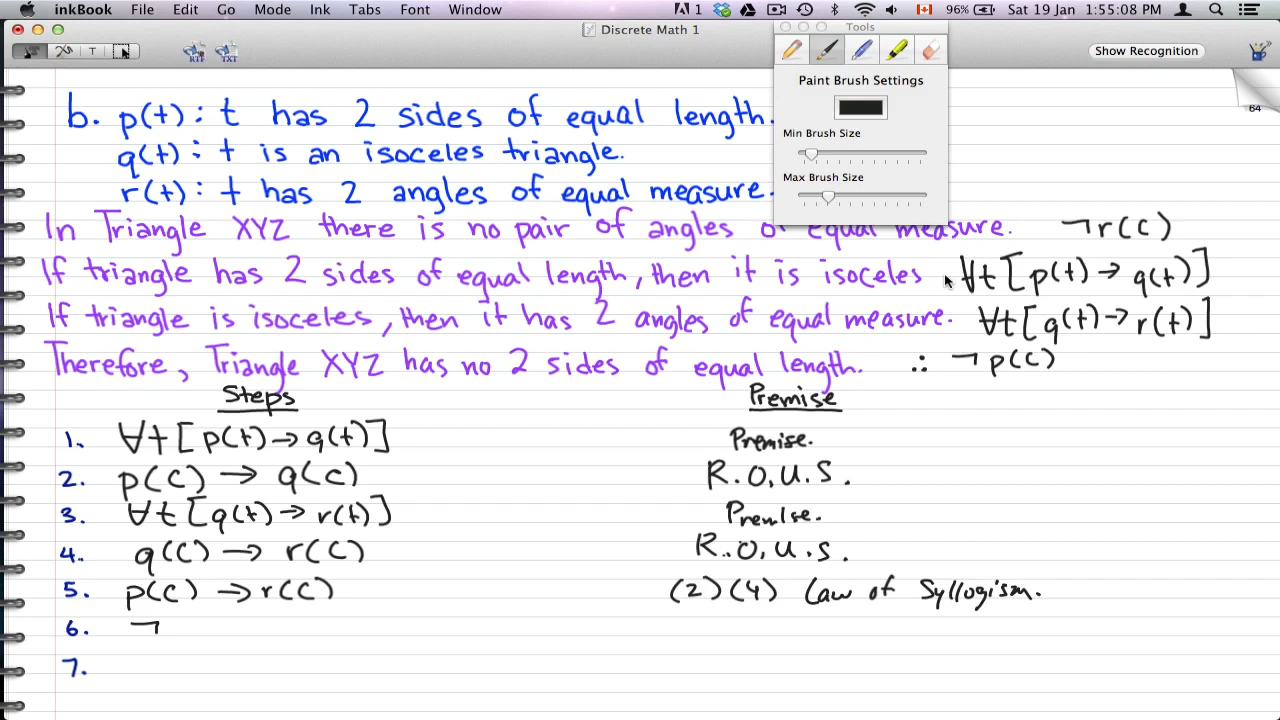 inkBook File Edit Go Mode Ink Tabs Font Window 1 96% Sat 19 Jan 1:55:08 PM
Discrete Math 1
Tools
T
RTF TXT
Show Recognition
Paint Brush Settings
Min Brush Size
Max Brush Size
64
b. p(t): t has 2 sides of equal length.
q(t): t is an isoceles triangle.
r(t): t has 2 angles of equal measure.
In Triangle XYZ there is no pair of angles of equal measure. ¬r(c)
If triangle has 2 sides of equal length, then it is isoceles ∀t[p(t)→q(t)]
If triangle is isoceles, then it has 2 angles of equal measure. ∀t[q(t)→r(t)]
Therefore, Triangle XYZ has no 2 sides of equal length. ∴ ¬p(c)
Steps Premise
1. ∀t[p(t)→q(t)] Premise.
2. p(c) → q(c) R.O.U.S.
3. ∀t[q(t)→r(t)] Premise.
4. q(c) → r(c) R.O.U.S.
5. p(c) → r(c) (2)(4) Law of Syllogism.
6. ¬
7.